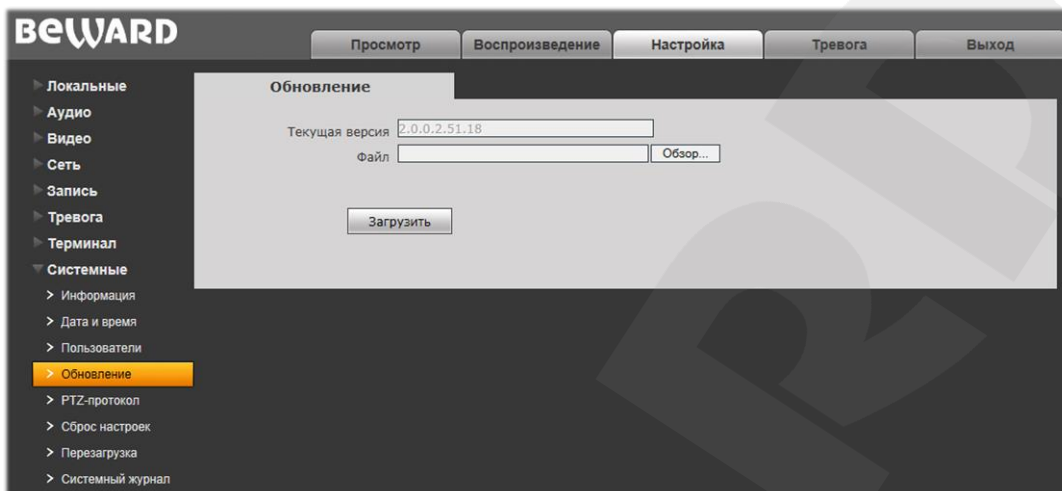 BEWARD
Просмотр
Воспроизведение
Настройка
Тревога
Выход
Локальные
Аудио
Видео
Сеть
Запись
Тревога
Терминал
Системные
Информация
Дата и время
Пользователи
Обновление
PTZ-протокол
Сброс настроек
Перезагрузка
Системный журнал
Обновление
Текущая версия 2.0.0.2.51.18
Файл Обзор...
Загрузить